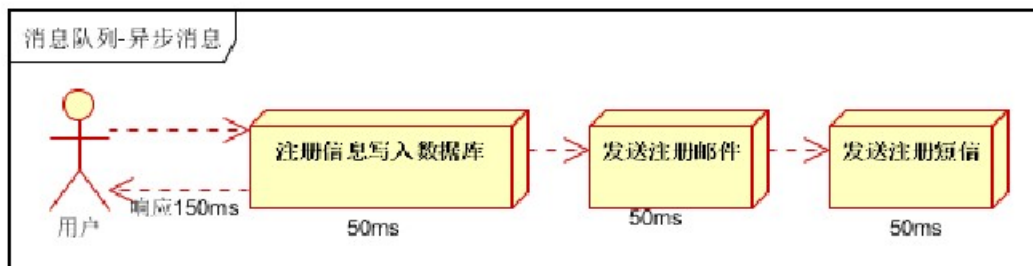 消息队列-异步消息
注册信息写入数据库
发送注册邮件
发送注册短信
响应150ms
用户
50ms
50ms
50ms